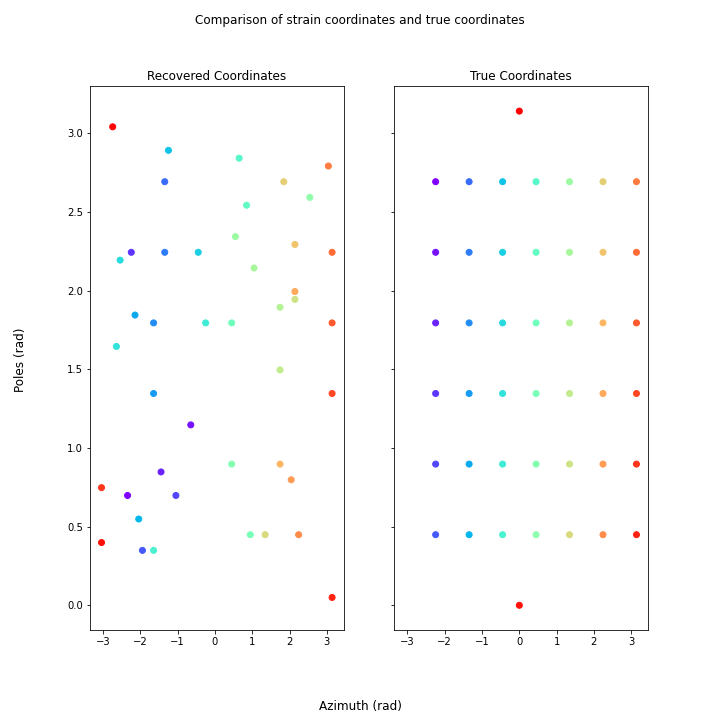 Comparison of strain coordinates and true coordinates
Recovered Coordinates
True Coordinates
3.0
2.5
2.0
1.5
1.0
0.5
0.0
Poles (rad)
−3 −2 −1 0 1 2 3
−3 −2 −1 0 1 2 3
Azimuth (rad)